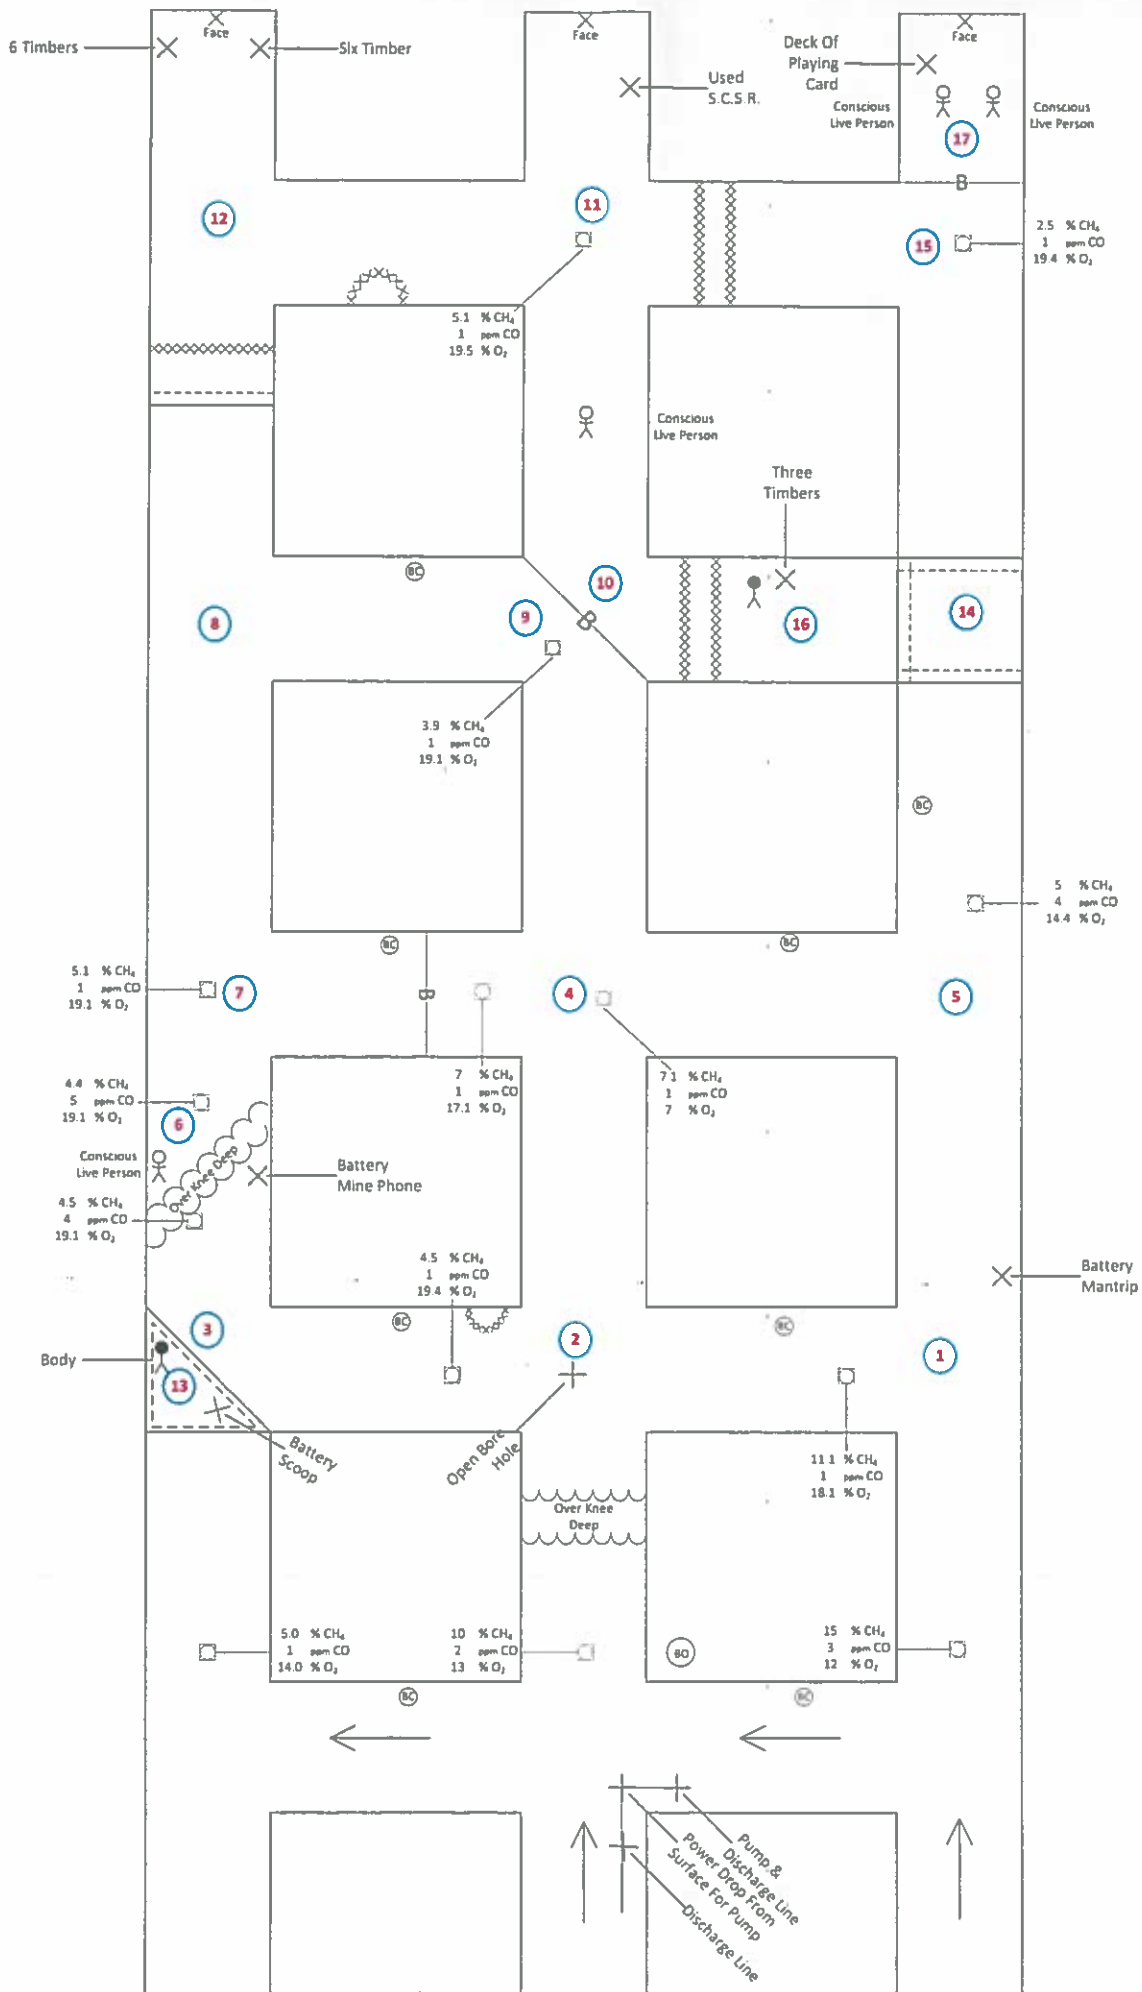 Face
6 Timbers
Six Timber
Face
Used
S.C.S.R.
Face
Deck Of
Playing
Card
Conscious
Live Person
Conscious
Live Person
17
B
12
11
15
2.5 % CH₄
1 ppm CO
19.4 % O₂
5.1 % CH₄
1 ppm CO
19.5 % O₂
Conscious
Live Person
Three
Timbers
BC
8
9
10
B
16
14
3.9 % CH₄
1 ppm CO
19.1 % O₂
BC
5 % CH₄
4 ppm CO
14.4 % O₂
BC
BC
5.1 % CH₄
1 ppm CO
19.1 % O₂
7
B
4
5
4.4 % CH₄
5 ppm CO
19.1 % O₂
7 % CH₄
1 ppm CO
17.1 % O₂
7.1 % CH₄
1 ppm CO
7 % O₂
6
Conscious
Live Person
Over Knee Deep
Battery
Mine Phone
4.5 % CH₄
4 ppm CO
19.1 % O₂
4.5 % CH₄
1 ppm CO
19.4 % O₂
Battery
Mantrip
BC
BC
3
2
1
Body
13
Battery
Scoop
Open Bore
Hole
11.1 % CH₄
1 ppm CO
18.1 % O₂
Over Knee
Deep
5.0 % CH₄
1 ppm CO
14.0 % O₂
10 % CH₄
2 ppm CO
13 % O₂
BO
15 % CH₄
3 ppm CO
12 % O₂
BC
BC
Pump &
Discharge Line
Power Drop From
Surface For Pump
Discharge Line